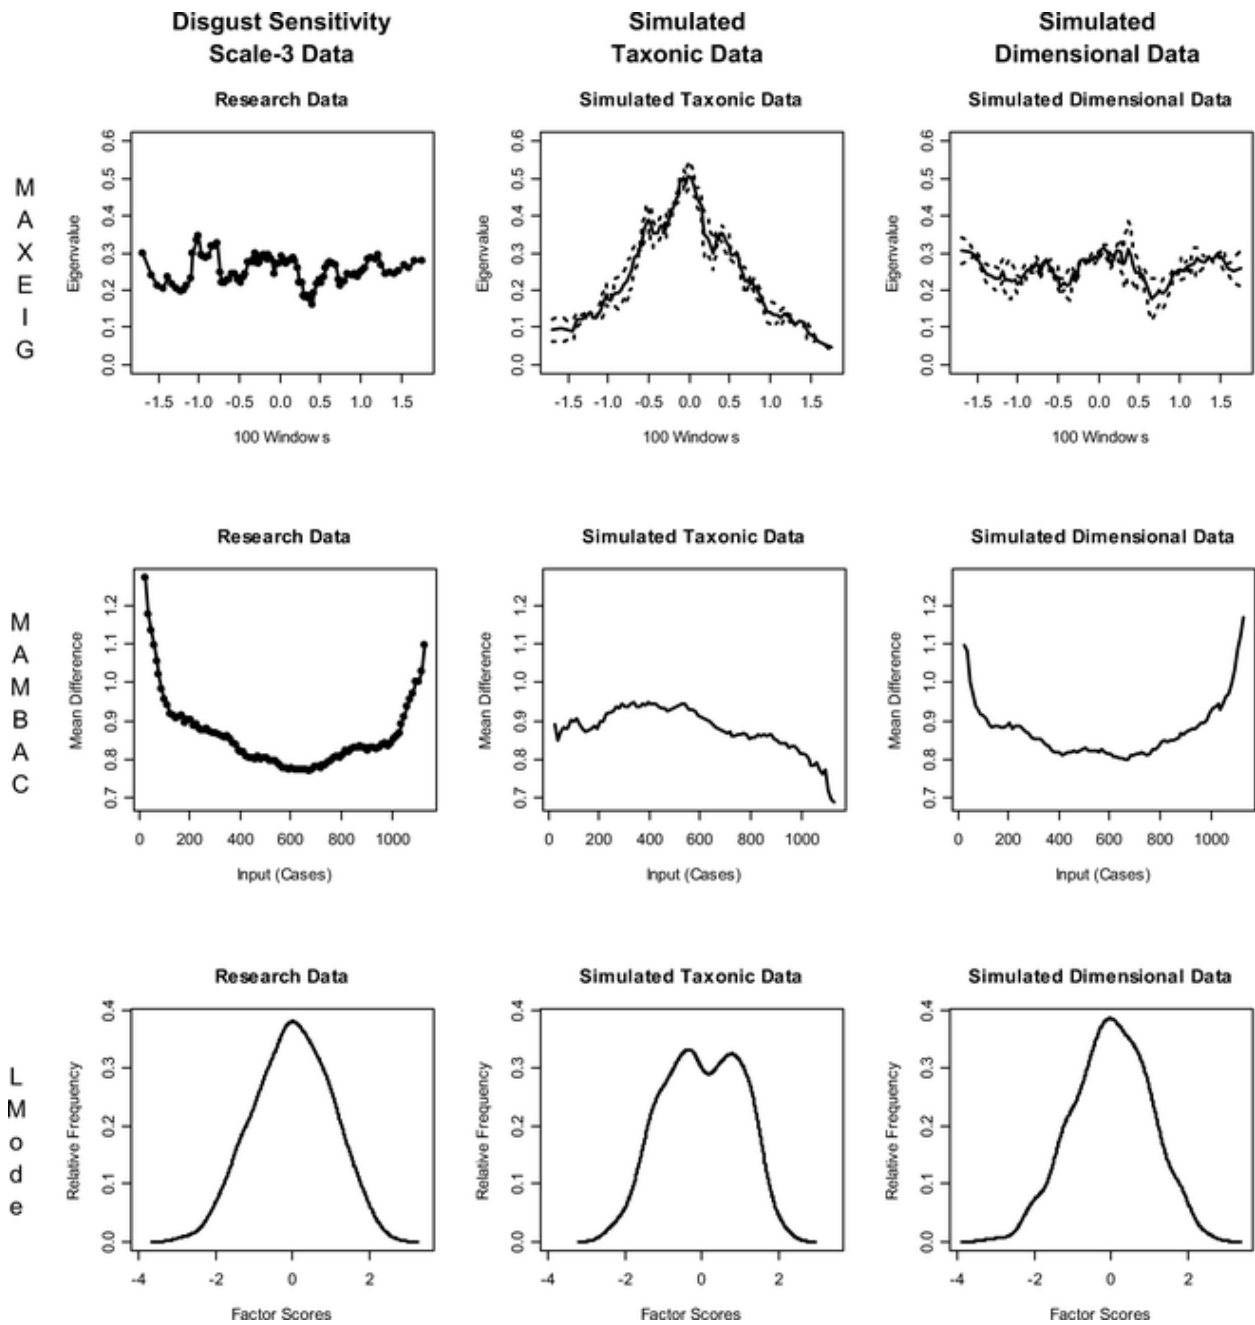 Disgust Sensitivity
Scale-3 Data
Simulated
Taxonic Data
Simulated
Dimensional Data
M
A
X
E
I
G
Research Data
Eigenvalue
0.6
0.5
0.4
0.3
0.2
0.1
0.0
-1.5 -1.0 -0.5 0.0 0.5 1.0 1.5
100 Windows
Simulated Taxonic Data
Eigenvalue
0.6
0.5
0.4
0.3
0.2
0.1
0.0
-1.5 -1.0 -0.5 0.0 0.5 1.0 1.5
100 Windows
Simulated Dimensional Data
Eigenvalue
0.6
0.5
0.4
0.3
0.2
0.1
0.0
-1.5 -1.0 -0.5 0.0 0.5 1.0 1.5
100 Windows
M
A
M
B
A
C
Research Data
Mean Difference
1.2
1.1
1.0
0.9
0.8
0.7
0 200 400 600 800 1000
Input (Cases)
Simulated Taxonic Data
Mean Difference
1.2
1.1
1.0
0.9
0.8
0.7
0 200 400 600 800 1000
Input (Cases)
Simulated Dimensional Data
Mean Difference
1.2
1.1
1.0
0.9
0.8
0.7
0 200 400 600 800 1000
Input (Cases)
L
M
o
d
e
Research Data
Relative Frequency
0.4
0.3
0.2
0.1
0.0
-4 -2 0 2
Factor Scores
Simulated Taxonic Data
Relative Frequency
0.4
0.3
0.2
0.1
0.0
-4 -2 0 2
Factor Scores
Simulated Dimensional Data
Relative Frequency
0.4
0.3
0.2
0.1
0.0
-4 -2 0 2
Factor Scores